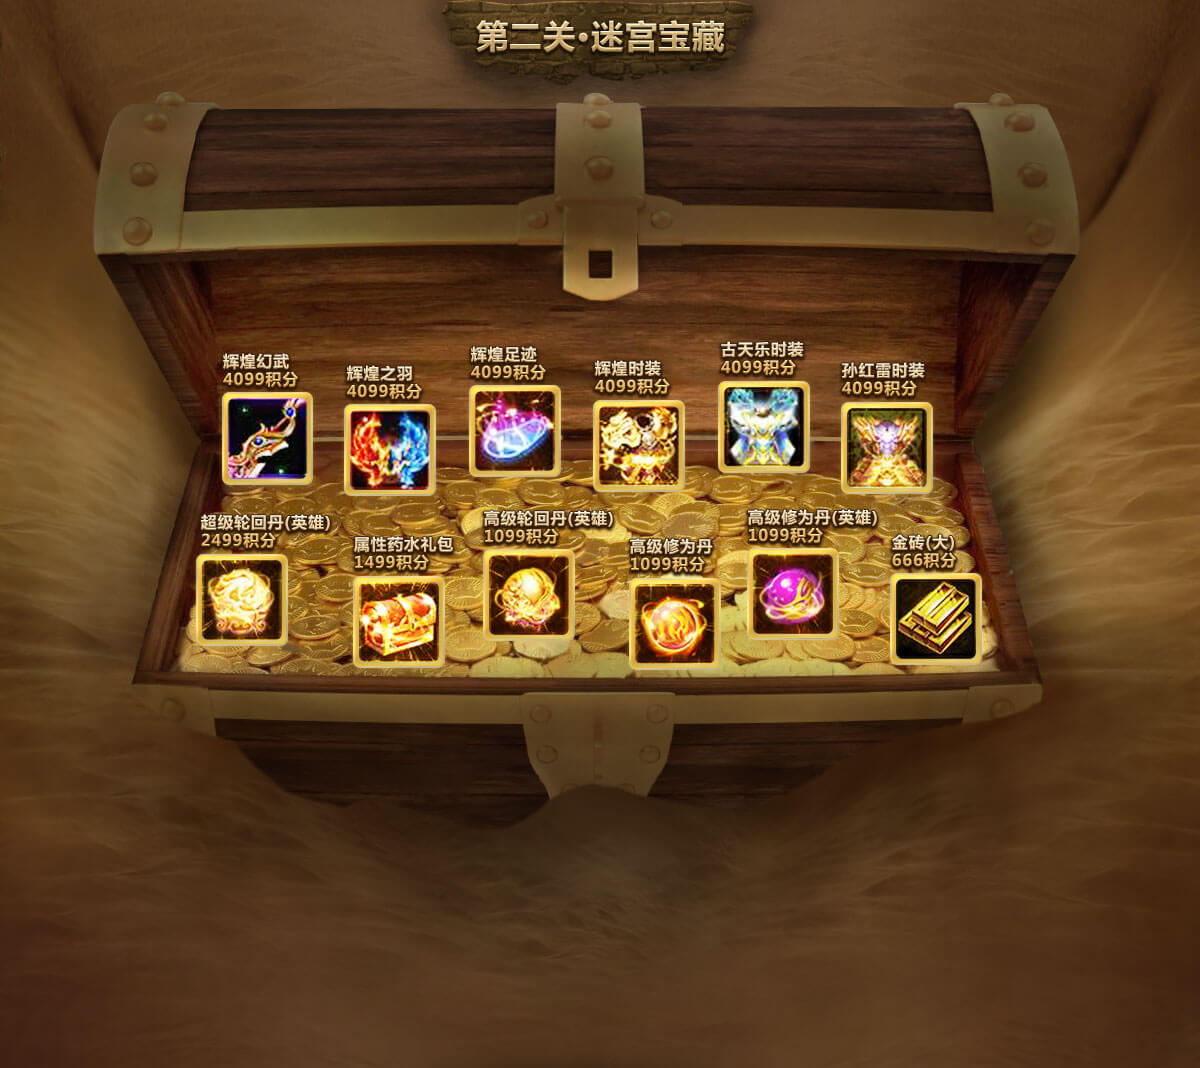 第二关·迷宫宝藏
辉煌幻武
4099积分
辉煌之羽
4099积分
辉煌足迹
4099积分
辉煌时装
4099积分
古天乐时装
4099积分
孙红雷时装
4099积分
超级轮回丹(英雄)
2499积分
属性药水礼包
1499积分
高级轮回丹(英雄)
1099积分
高级修为丹
1099积分
高级修为丹(英雄)
1099积分
金砖(大)
666积分